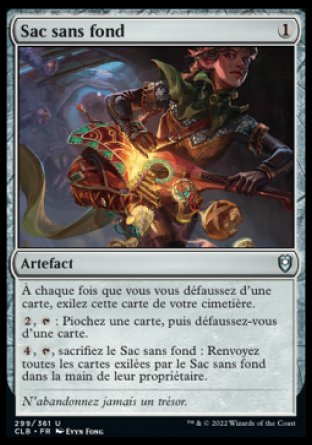 Sac sans fond 1
Artefact
À chaque fois que vous vous défaussez d'une
carte, exilez cette carte de votre cimetière.
2, : Piochez une carte, puis défaussez-vous
d'une carte.
4, , sacrifiez le Sac sans fond : Renvoyez
toutes les cartes exilées par le Sac sans fond
dans la main de leur propriétaire.
N'abandonnez jamais un trésor.
299/361 U
CLB • FR Eyyn Fong
™ & © 2022 Wizards of the Coast